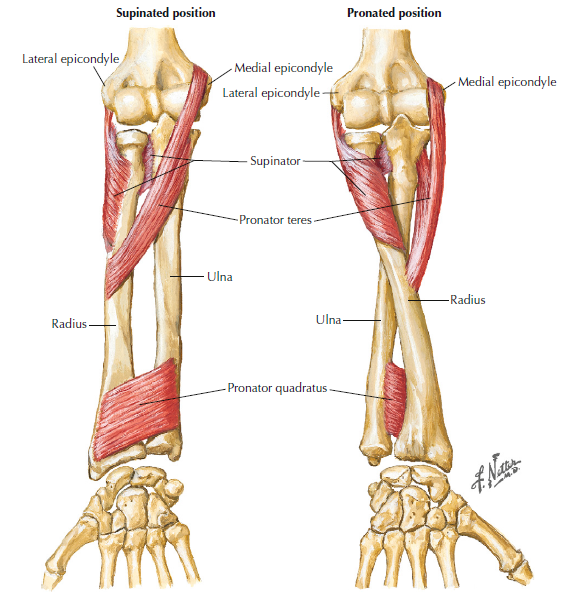 Supinated position
Pronated position
Lateral epicondyle
Medial epicondyle
Lateral epicondyle
Medial epicondyle
Supinator
Pronator teres
Ulna
Radius
Radius
Ulna
Pronator quadratus
F. Netter
M.D.